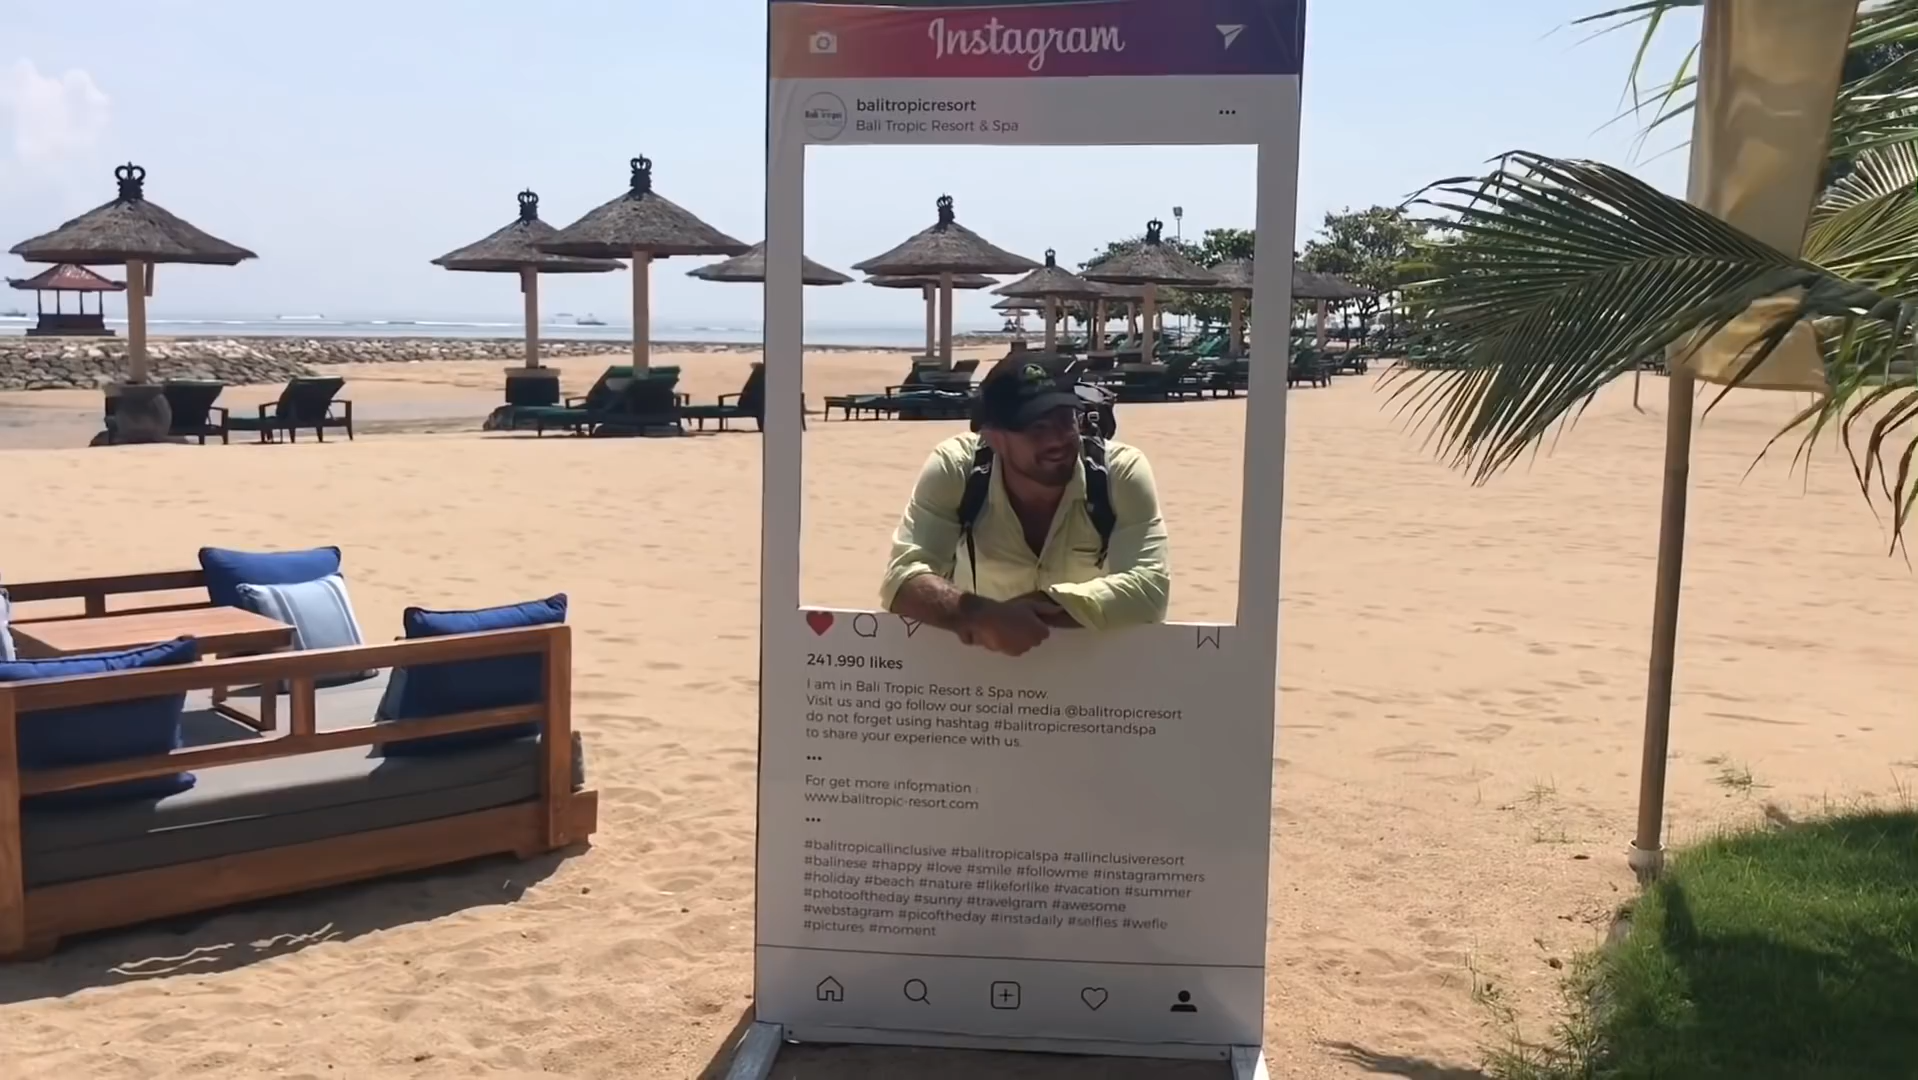 Instagram
balitropicresort
Bali Tropic Resort & Spa
241.990 likes
I am in Bali Tropic Resort & Spa now.
Visit us and go follow our social media @balitropicresort
do not forget using hashtag #balitropicresortandspa
to share your experience with us.
•••
For get more information :
www.balitropic-resort.com
•••
#balitropicallinclusive #balitropicalspa #allinclusiveresort
#balinese #happy #love #smile #followme #instagrammers
#holiday #beach #nature #likeforlike #vacation #summer
#photooftheday #sunny #travelgram #awesome
#webstagram #picoftheday #instadaily #selfies #wefie
#pictures #moment